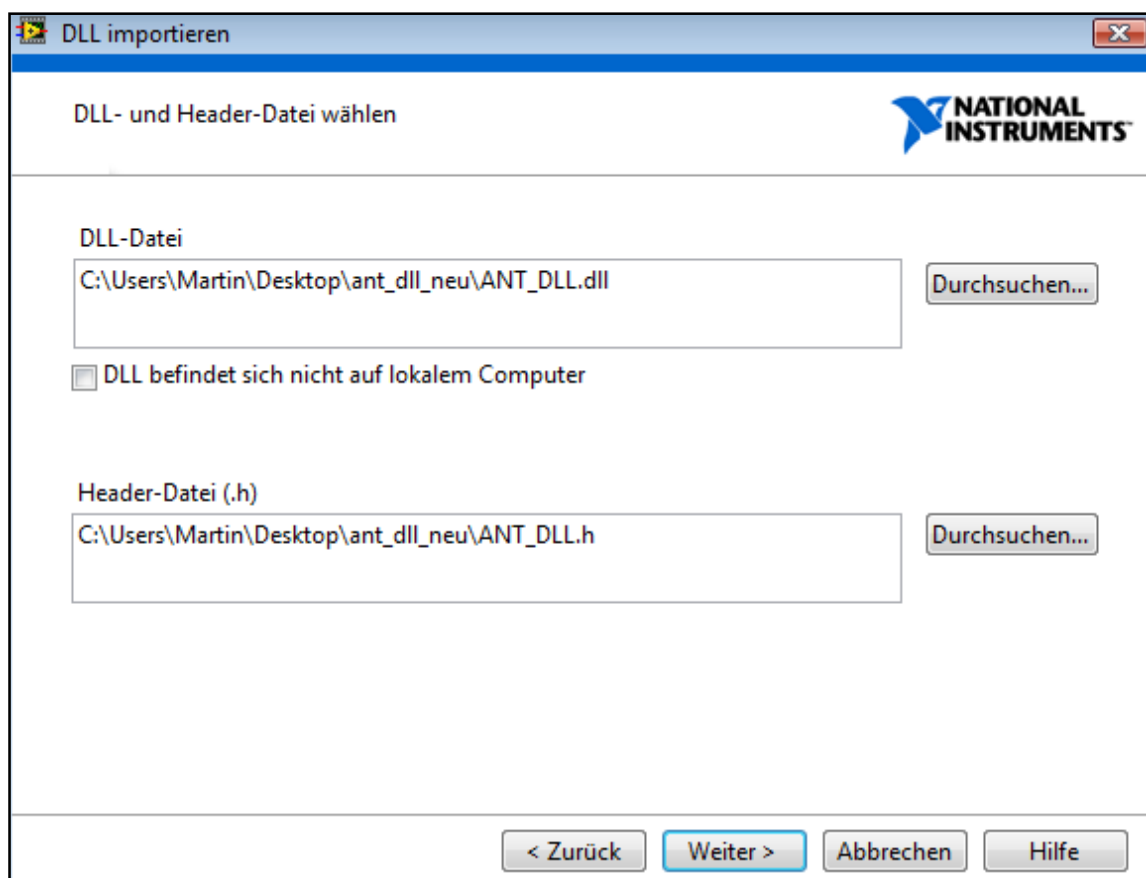 DLL importieren
DLL- und Header-Datei wählen
NATIONAL
INSTRUMENTS™
DLL-Datei
C:\Users\Martin\Desktop\ant_dll_neu\ANT_DLL.dll
Durchsuchen...
DLL befindet sich nicht auf lokalem Computer
Header-Datei (.h)
C:\Users\Martin\Desktop\ant_dll_neu\ANT_DLL.h
Durchsuchen...
< Zurück Weiter > Abbrechen Hilfe